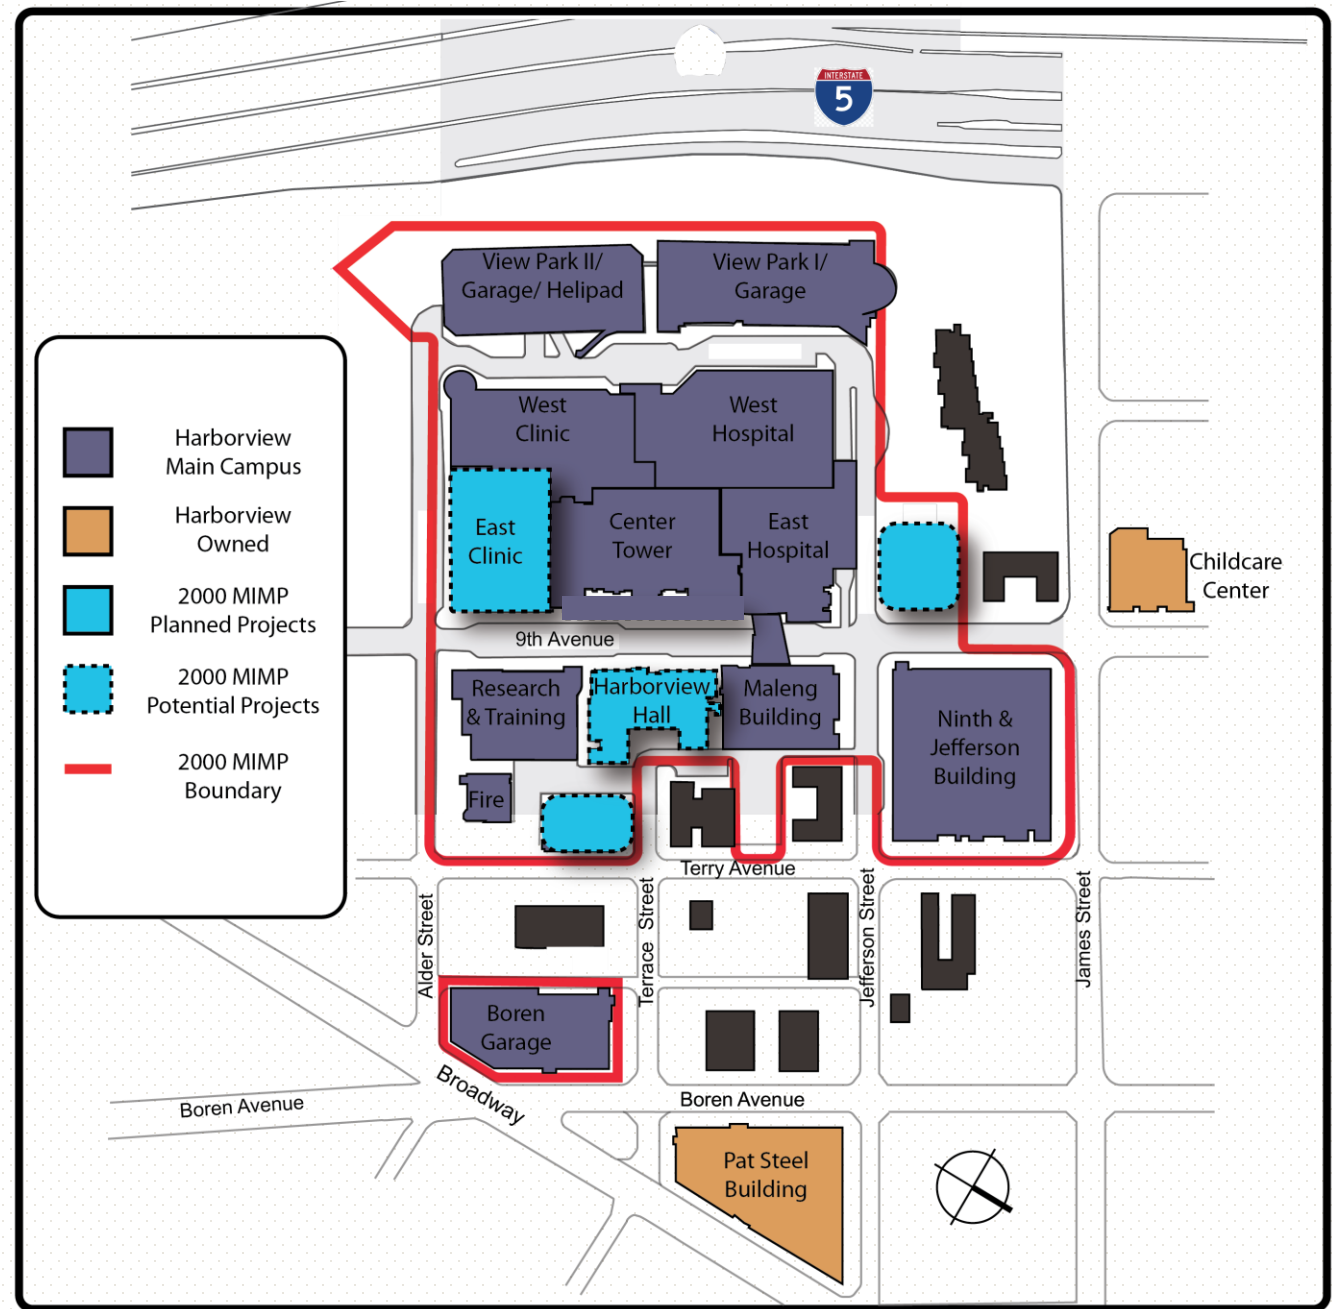 INTERSTATE
5
View Park II/
Garage/ Helipad
View Park I/
Garage
West
Clinic
West
Hospital
East
Clinic
Center
Tower
East
Hospital
Childcare
Center
9th Avenue
Research
& Training
Harborview
Hall
Maleng
Building
Ninth &
Jefferson
Building
Fire
Terry Avenue
Alder Street
Terrace Street
Jefferson Street
James Street
Boren
Garage
Broadway
Boren Avenue
Boren Avenue
Pat Steel
Building
Harborview
Main Campus
Harborview
Owned
2000 MIMP
Planned Projects
2000 MIMP
Potential Projects
2000 MIMP
Boundary